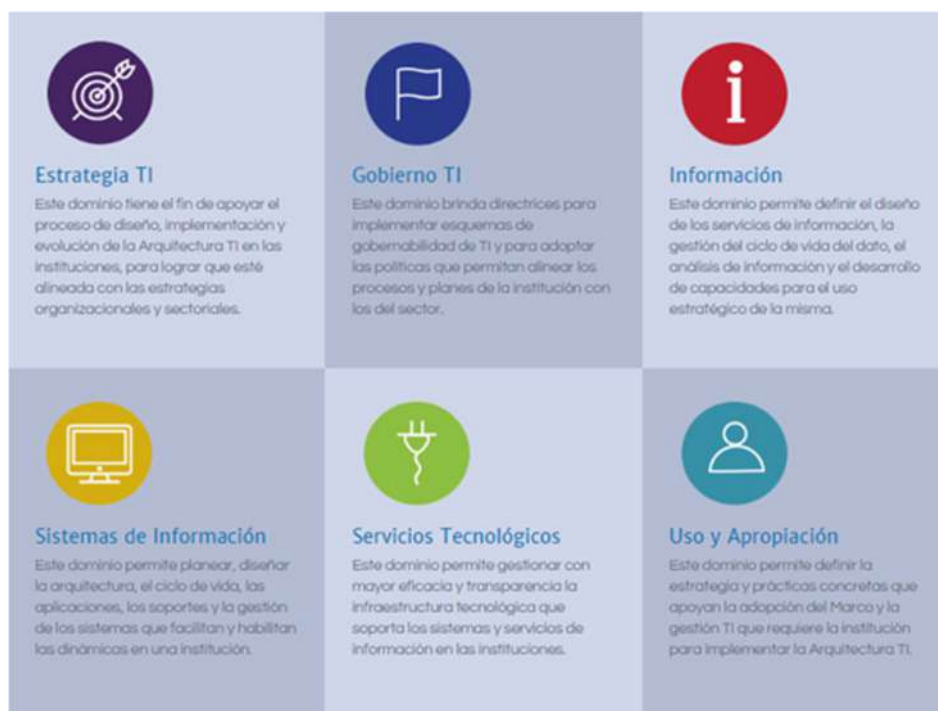 Estrategia TI
Este dominio tiene el fin de apoyar el
proceso de diseño, implementación y
evolución de la Arquitectura TI en las
instituciones, para lograr que esté
alineada con las estrategias
organizacionales y sectoriales.
Gobierno TI
Este dominio brinda directrices para
implementar esquemas de
gobernabilidad de TI y para adoptar
las políticas que permitan alinear los
procesos y planes de la institución con
los del sector.
i
Información
Este dominio permite definir el diseño
de los servicios de información, la
gestión del ciclo de vida del dato, el
análisis de información y el desarrollo
de capacidades para el uso
estratégico de la misma.
Sistemas de Información
Este dominio permite planear, diseñar
la arquitectura, el ciclo de vida, las
aplicaciones, los soportes y la gestión
de los sistemas que facilitan y habilitan
las dinámicas en una institución.
Servicios Tecnológicos
Este dominio permite gestionar con
mayor eficacia y transparencia la
infraestructura tecnológica que
soporta los sistemas y servicios de
información en las instituciones.
Uso y Apropiación
Este dominio permite definir la
estrategia y prácticas concretas que
apoyan la adopción del Marco y la
gestión TI que requiere la institución
para implementar la Arquitectura TI.